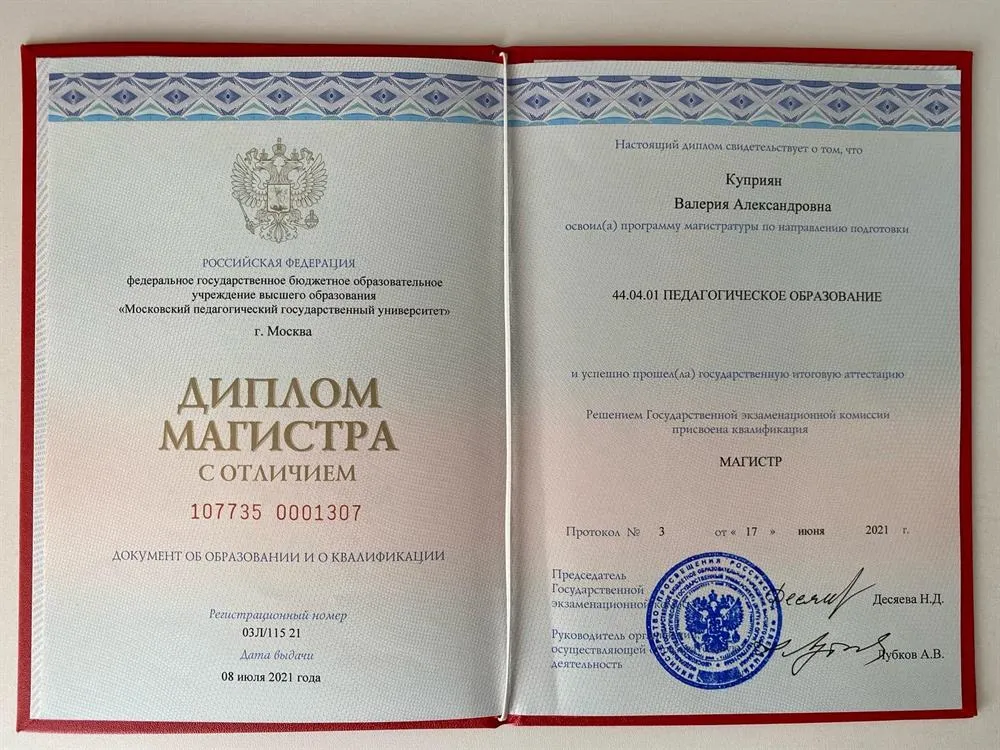 РОССИЙСКАЯ ФЕДЕРАЦИЯ
федеральное государственное бюджетное образовательное
учреждение высшего образования
«Московский педагогический государственный университет»
г. Москва
ДИПЛОМ
МАГИСТРА
С ОТЛИЧИЕМ
107735 0001307
ДОКУМЕНТ ОБ ОБРАЗОВАНИИ И О КВАЛИФИКАЦИИ
Регистрационный номер
03Л/115 21
Дата выдачи
08 июля 2021 года
Настоящий диплом свидетельствует о том, что
Куприян
Валерия Александровна
освоил(а) программу магистратуры по направлению подготовки
44.04.01 ПЕДАГОГИЧЕСКОЕ ОБРАЗОВАНИЕ
и успешно прошел(ла) государственную итоговую аттестацию
Решением Государственной экзаменационной комиссии
присвоена квалификация
МАГИСТР
Протокол № 3 от « 17 » июня 2021 г.
Председатель
Государственной
экзаменационной
Десяева Н.Д.
Руководитель
осуществляющей
деятельность
Лубков А.В.